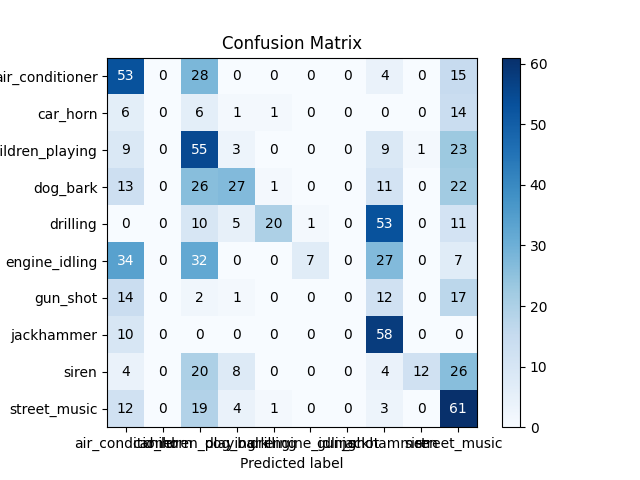 Confusion Matrix
air_conditioner 53 0 28 0 0 0 0 4 0 15
car_horn 6 0 6 1 1 0 0 0 0 14
ildren_playing 9 0 55 3 0 0 0 9 1 23
dog_bark 13 0 26 27 1 0 0 11 0 22
drilling 0 0 10 5 20 1 0 53 0 11
engine_idling 34 0 32 0 0 7 0 27 0 7
gun_shot 14 0 2 1 0 0 0 12 0 17
jackhammer 10 0 0 0 0 0 0 58 0 0
siren 4 0 20 8 0 0 0 4 12 26
street_music 12 0 19 4 1 0 0 3 0 61
street_music
Predicted label
60
50
40
30
20
10
0